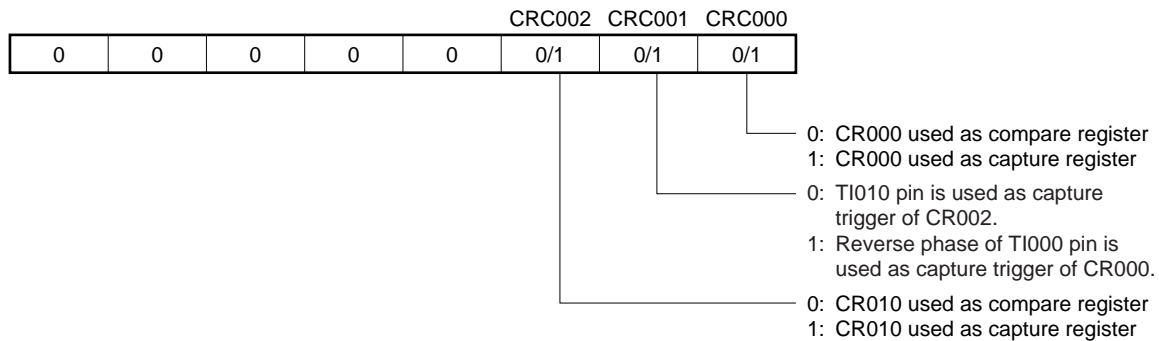 CRC002 CRC001 CRC000
0 0 0 0 0 0/1 0/1 0/1
0: CR000 used as compare register
1: CR000 used as capture register
0: TI010 pin is used as capture
trigger of CR002.
1: Reverse phase of TI000 pin is
used as capture trigger of CR000.
0: CR010 used as compare register
1: CR010 used as capture register